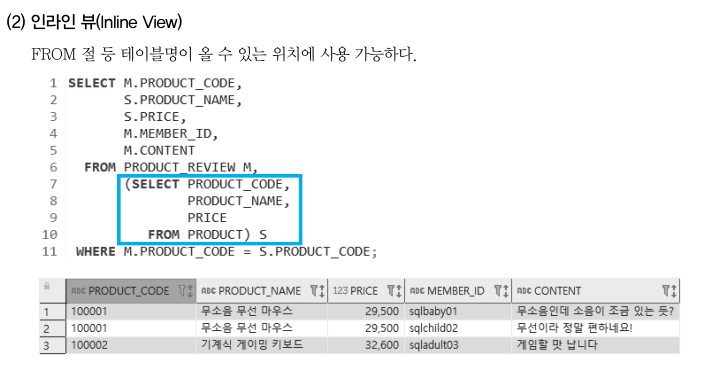 (2) 인라인 뷰(Inline View)
FROM 절 등 테이블명이 올 수 있는 위치에 사용 가능하다.
1 SELECT M.PRODUCT_CODE,
2 S.PRODUCT_NAME,
3 S.PRICE,
4 M.MEMBER_ID,
5 M.CONTENT
6 FROM PRODUCT_REVIEW M,
7 (SELECT PRODUCT_CODE,
8 PRODUCT_NAME,
9 PRICE
10 FROM PRODUCT) S
11 WHERE M.PRODUCT_CODE = S.PRODUCT_CODE;
ABC PRODUCT_CODE ABC PRODUCT_NAME 123 PRICE ABC MEMBER_ID ABC CONTENT
1 100001 무소음 무선 마우스 29,500 sqlbaby01 무소음인데 소음이 조금 있는 듯?
2 100001 무소음 무선 마우스 29,500 sqlchild02 무선이라 정말 편하네요!
3 100002 기계식 게이밍 키보드 32,600 sqladult03 게임할 맛 납니다